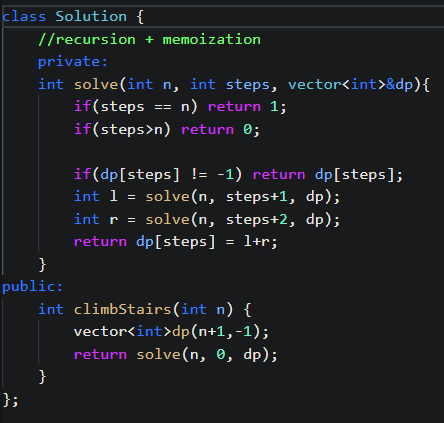 class Solution {
    //recursion + memoization
    private:
    int solve(int n, int steps, vector<int>&dp){
        if(steps == n) return 1;
        if(steps>n) return 0;

        if(dp[steps] != -1) return dp[steps];
        int l = solve(n, steps+1, dp);
        int r = solve(n, steps+2, dp);
        return dp[steps] = l+r;
    }
public:
    int climbStairs(int n) {
        vector<int>dp(n+1,-1);
        return solve(n, 0, dp);
    }
};